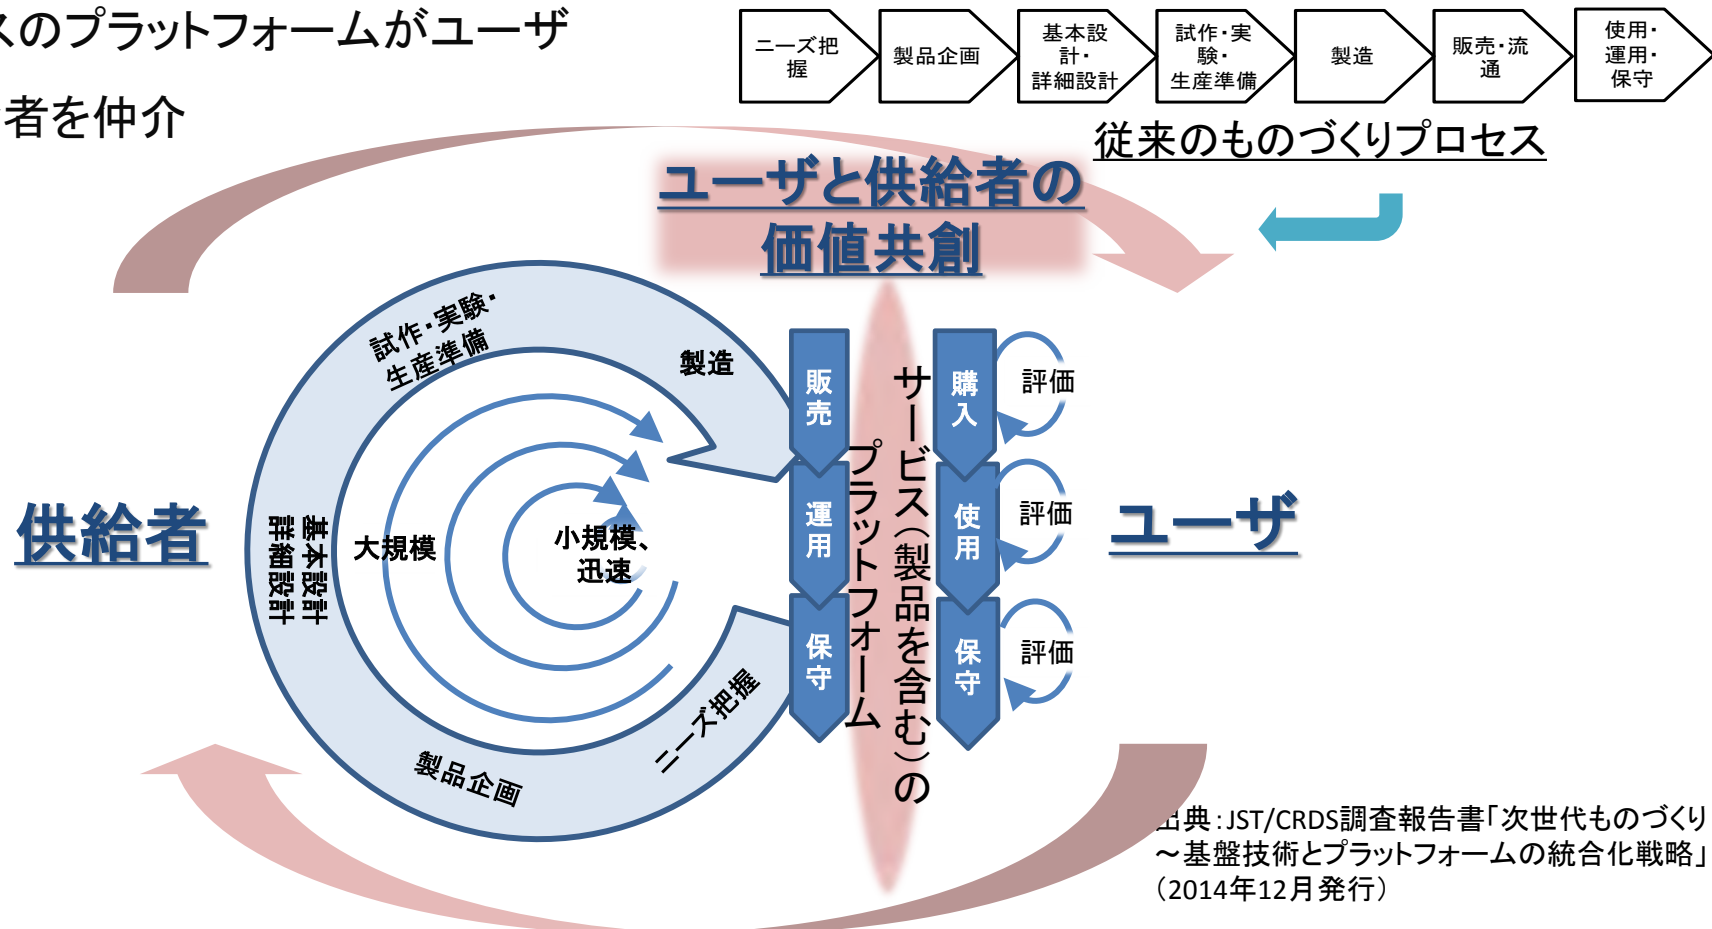 スのプラットフォームがユーザ
者を仲介
ニーズ把
握
製品企画
基本設
計・
詳細設計
試作・実
験・
生産準備
製造
販売・流
通
使用・
運用・
保守
従来のものづくりプロセス
ユーザと供給者の
価値共創
試作・実験・
生産準備
製造
販売
運用
保守
サービス（製品を含む）の
プラットフォーム
購入
使用
保守
評価
評価
評価
供給者
基本設計
詳細設計
大規模
小規模、
迅速
ユーザ
ニーズ把握
製品企画
出典：JST/CRDS調査報告書「次世代ものづくり
～基盤技術とプラットフォームの統合化戦略」
（2014年12月発行）